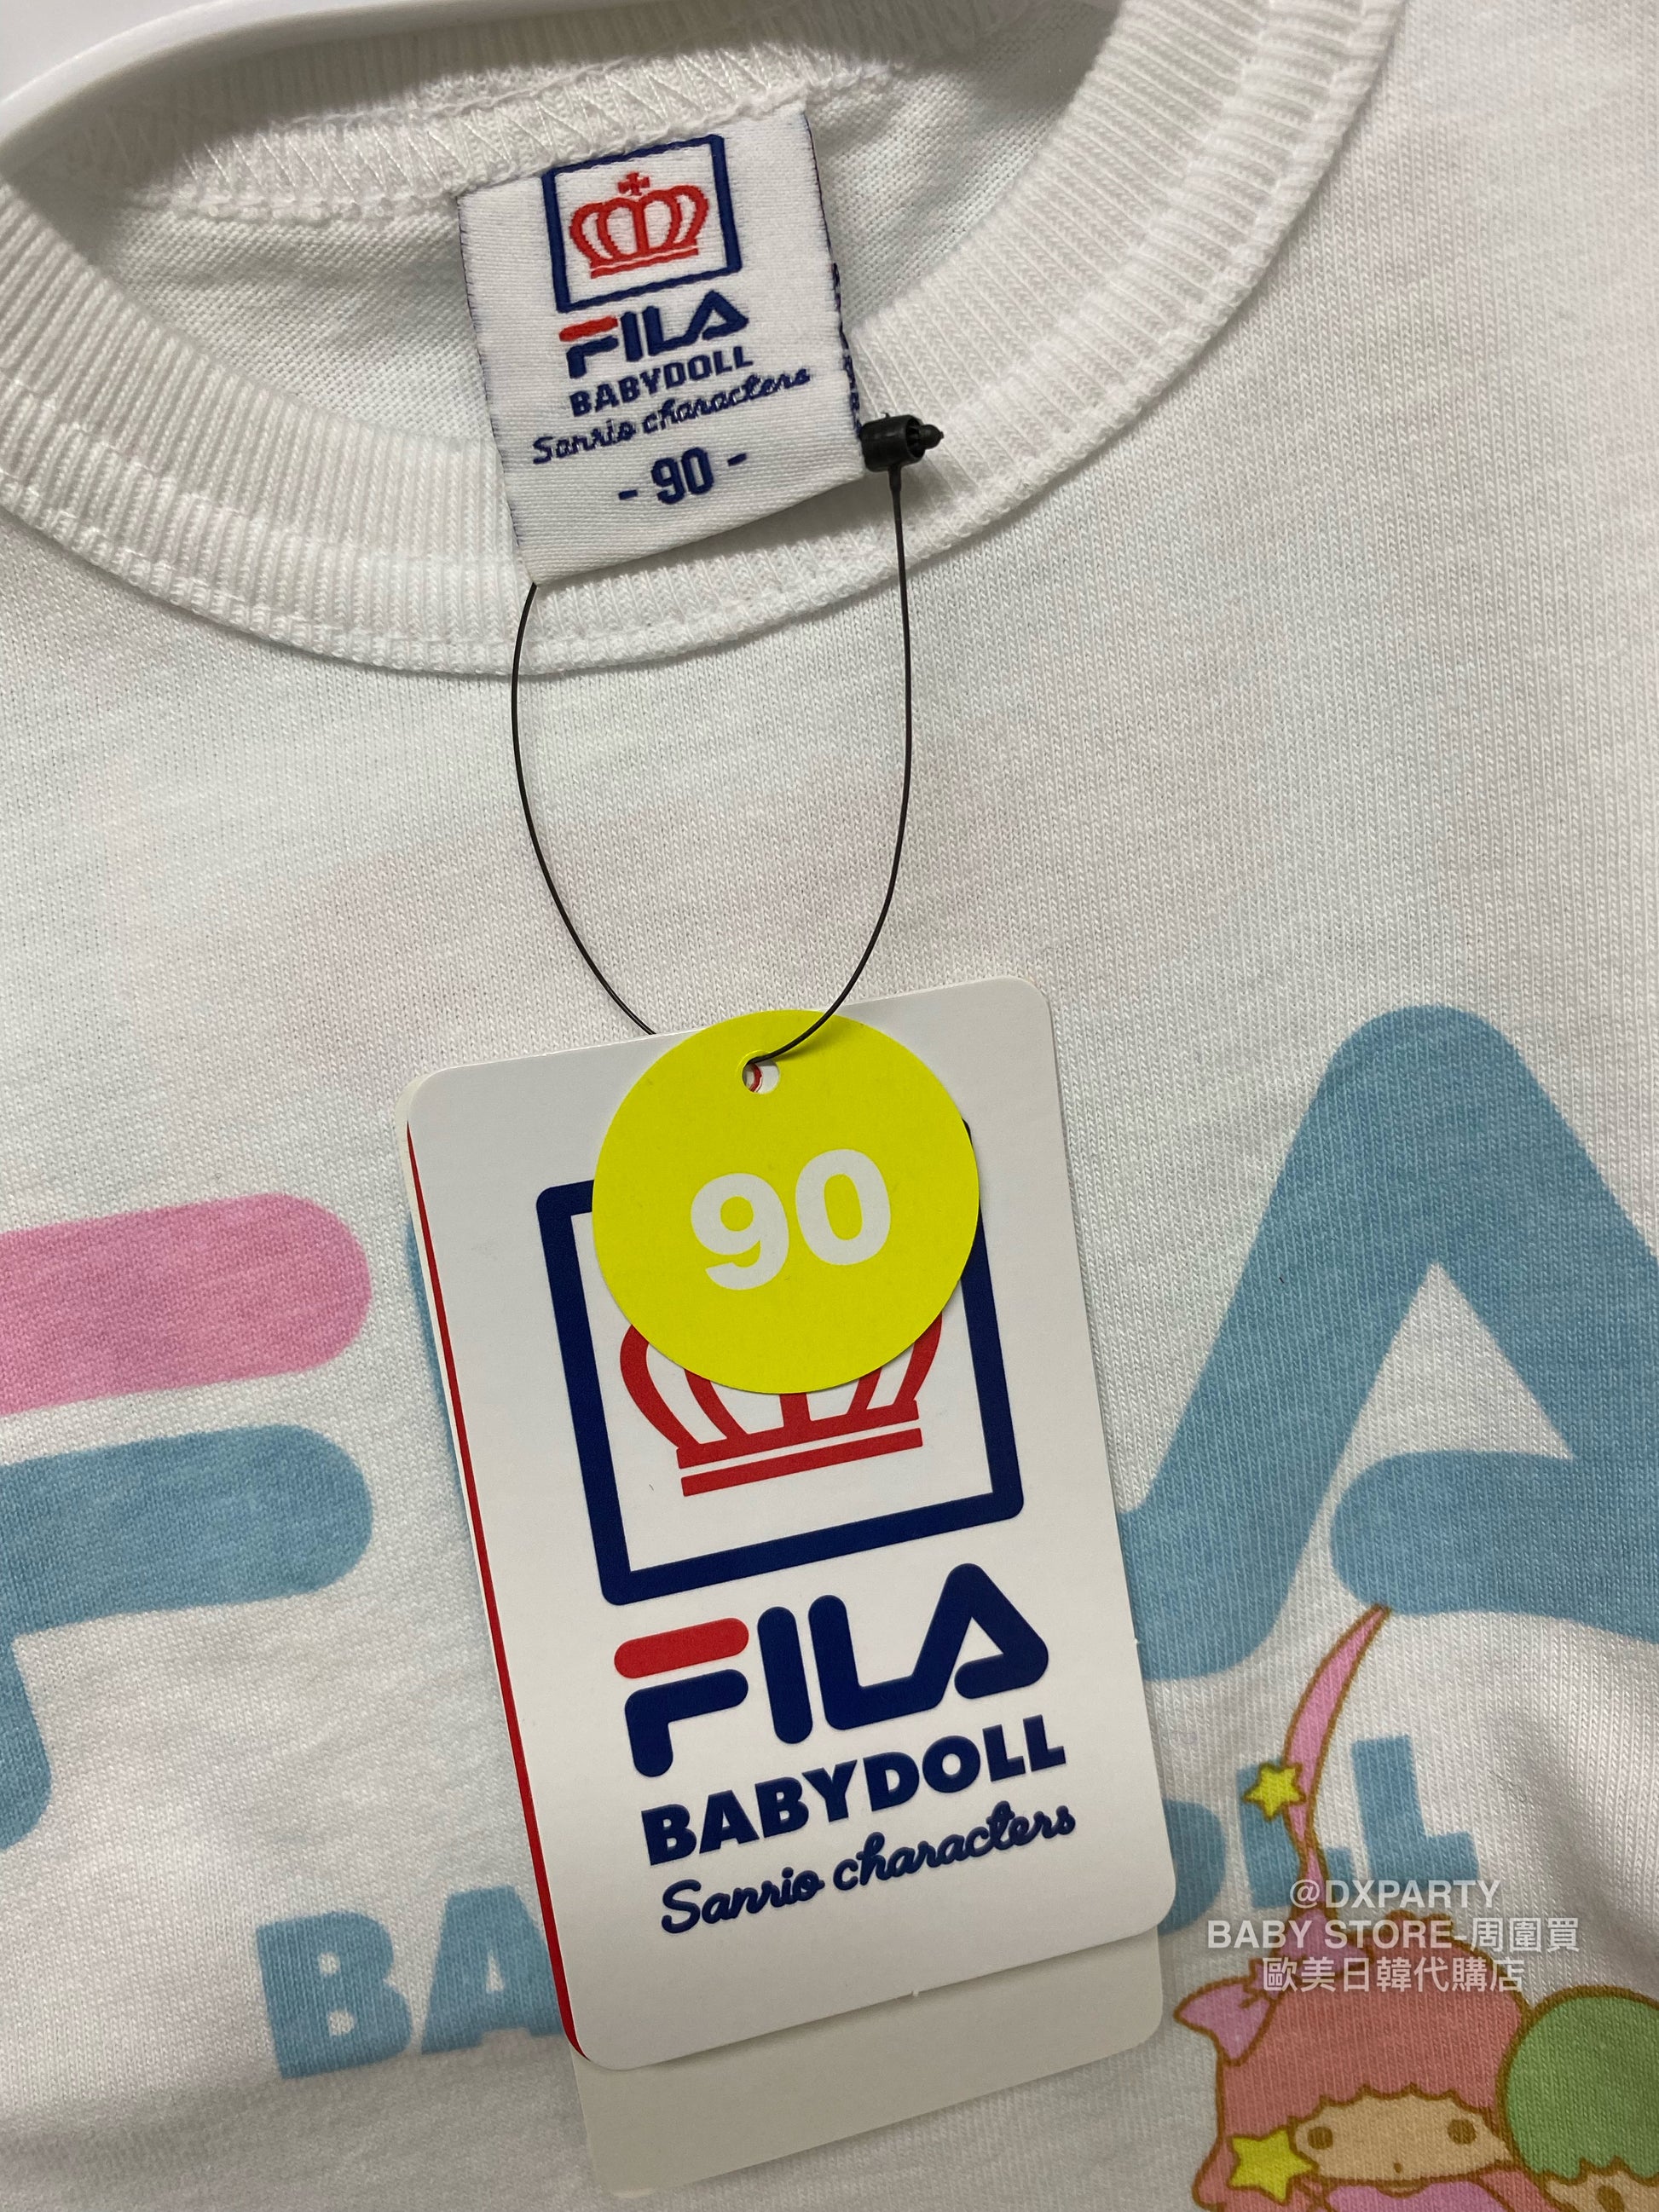 FILA
BABYDOLL
Sanrio characters
- 90 -
90
FILA
BABYDOLL
Sanrio characters
@DXPARTY
BABY STORE-周圍買
歐美日韓代購店